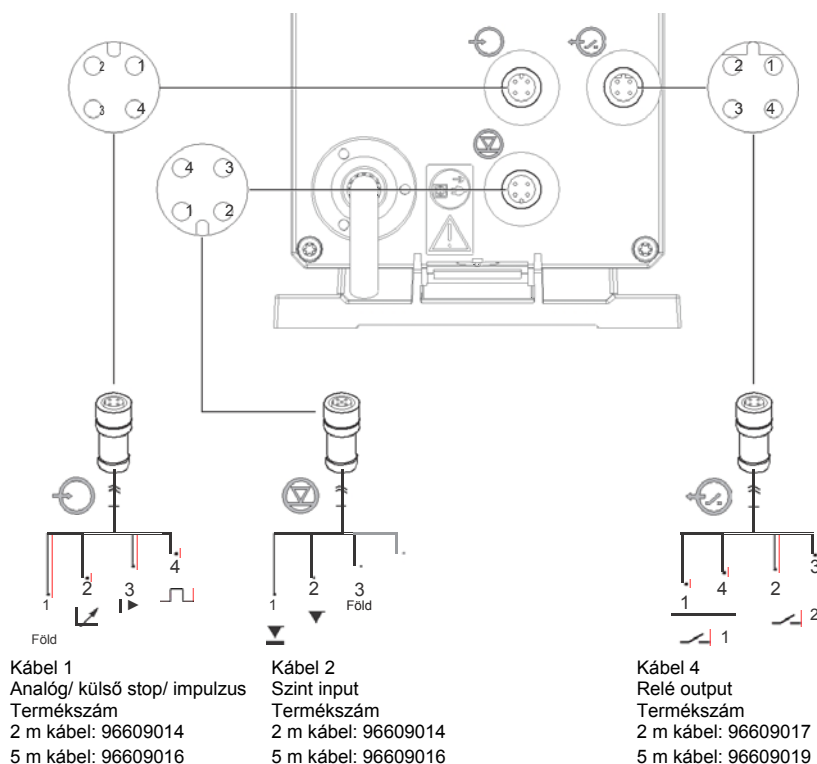 2 1
3 4
2 1
3 4
4 3
1 2
4
3
1 2 3
1 2 3
Föld
1 4 2
2
1
Föld
Kábel 1
Analóg/ külső stop/ impulzus
Termékszám
2 m kábel: 96609014
5 m kábel: 96609016
Kábel 2
Szint input
Termékszám
2 m kábel: 96609014
5 m kábel: 96609016
Kábel 4
Relé output
Termékszám
2 m kábel: 96609017
5 m kábel: 96609019